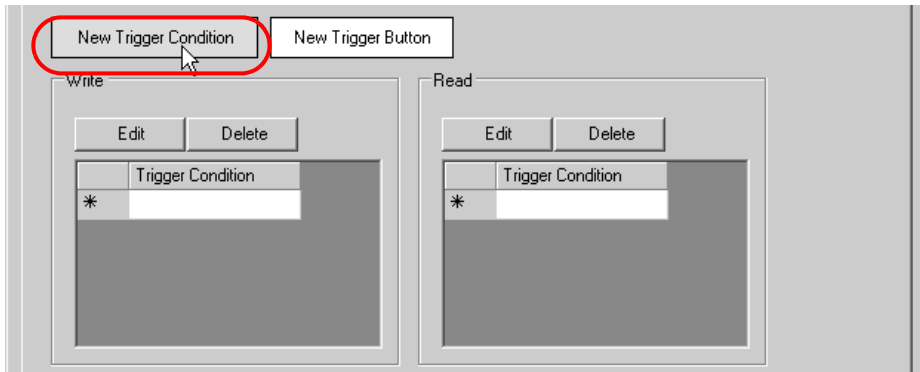 New Trigger Condition New Trigger Button
Write Read
Edit Delete Edit Delete
Trigger Condition Trigger Condition
* *